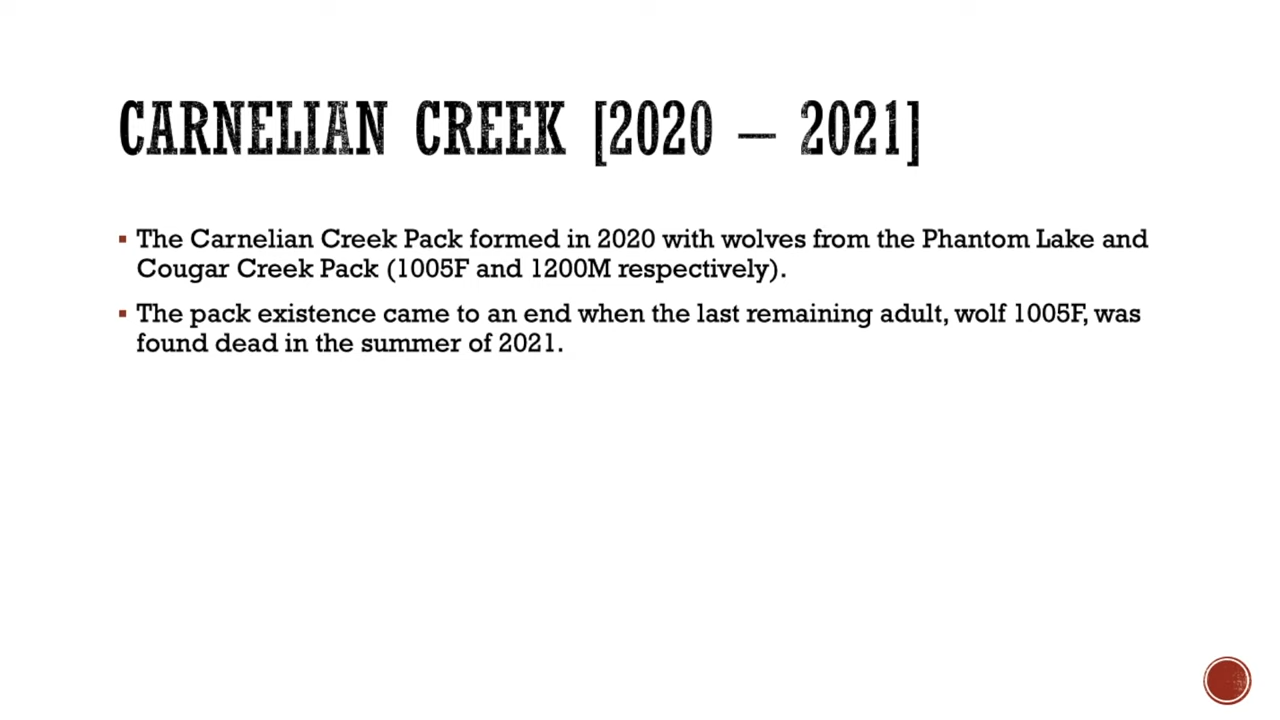 CARNELIAN CREEK [2020 – 2021]
▪ The Carnelian Creek Pack formed in 2020 with wolves from the Phantom Lake and
Cougar Creek Pack (1005F and 1200M respectively).
▪ The pack existence came to an end when the last remaining adult, wolf 1005F, was
found dead in the summer of 2021.